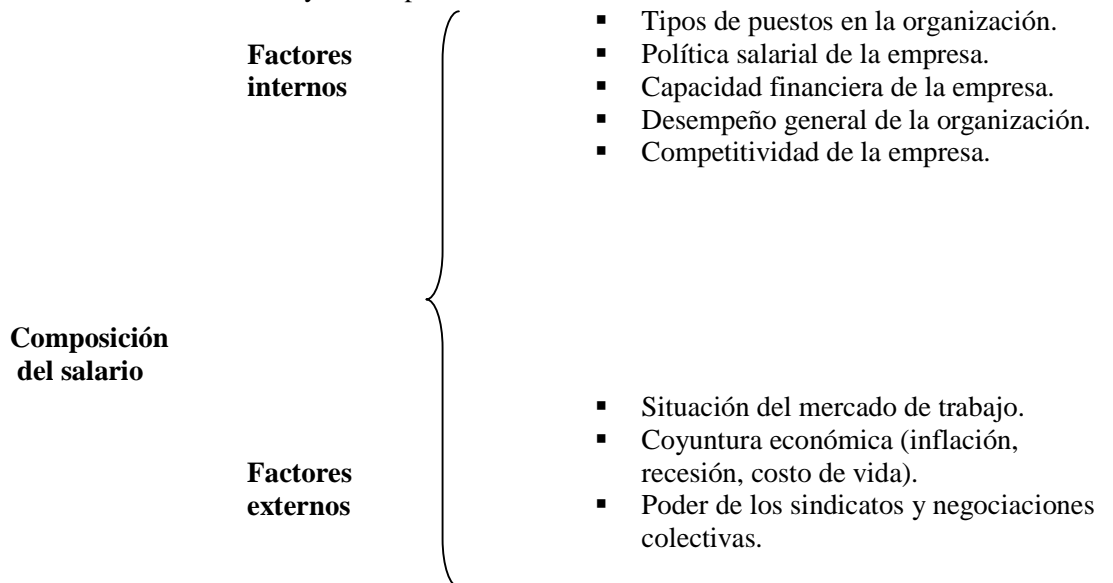 Tipos de puestos en la organización.
Factores
internos
Política salarial de la empresa.
Capacidad financiera de la empresa.
Desempeño general de la organización.
Competitividad de la empresa.
Composición
del salario
Situación del mercado de trabajo.
Coyuntura económica (inflación,
recesión, costo de vida).
Factores
externos
Poder de los sindicatos y negociaciones
colectivas.